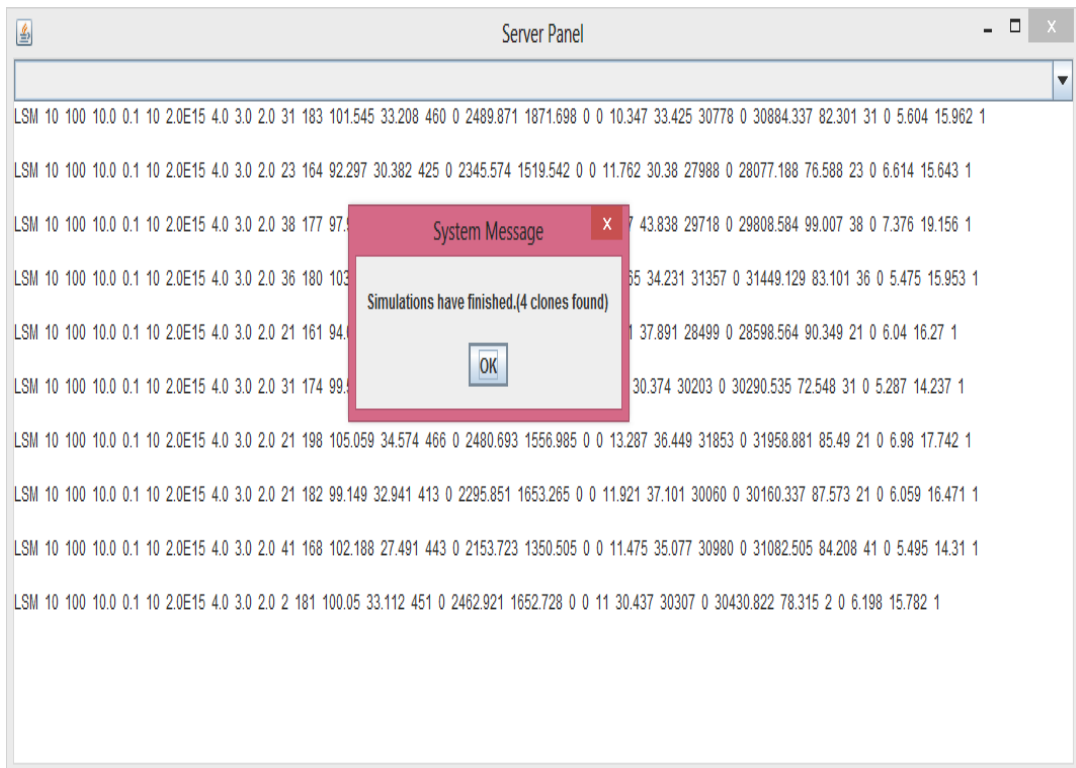 Server Panel
LSM 10 100 10.0 0.1 10 2.0E15 4.0 3.0 2.0 31 183 101.545 33.208 460 0 2489.871 1871.698 0 0 10.347 33.425 30778 0 30884.337 82.301 31 0 5.604 15.962 1
LSM 10 100 10.0 0.1 10 2.0E15 4.0 3.0 2.0 23 164 92.297 30.382 425 0 2345.574 1519.542 0 0 11.762 30.38 27988 0 28077.188 76.588 23 0 6.614 15.643 1
LSM 10 100 10.0 0.1 10 2.0E15 4.0 3.0 2.0 38 177 43.838 29718 0 29808.584 99.007 38 0 7.376 19.156 1
LSM 10 100 10.0 0.1 10 2.0E15 4.0 3.0 2.0 36 180 34.231 31357 0 31449.129 83.101 36 0 5.475 15.953 1
LSM 10 100 10.0 0.1 10 2.0E15 4.0 3.0 2.0 21 161 37.891 28499 0 28598.564 90.349 21 0 6.04 16.27 1
LSM 10 100 10.0 0.1 10 2.0E15 4.0 3.0 2.0 31 174 30.374 30203 0 30290.535 72.548 31 0 5.287 14.237 1
LSM 10 100 10.0 0.1 10 2.0E15 4.0 3.0 2.0 21 198 105.059 34.574 466 0 2480.693 1556.985 0 0 13.287 36.449 31853 0 31958.881 85.49 21 0 6.98 17.742 1
LSM 10 100 10.0 0.1 10 2.0E15 4.0 3.0 2.0 21 182 99.149 32.941 413 0 2295.851 1653.265 0 0 11.921 37.101 30060 0 30160.337 87.573 21 0 6.059 16.471 1
LSM 10 100 10.0 0.1 10 2.0E15 4.0 3.0 2.0 41 168 102.188 27.491 443 0 2153.723 1350.505 0 0 11.475 35.077 30980 0 31082.505 84.208 41 0 5.495 14.31 1
LSM 10 100 10.0 0.1 10 2.0E15 4.0 3.0 2.0 2 181 100.05 33.112 451 0 2462.921 1652.728 0 0 11 30.437 30307 0 30430.822 78.315 2 0 6.198 15.782 1
System Message
Simulations have finished.(4 clones found)
OK